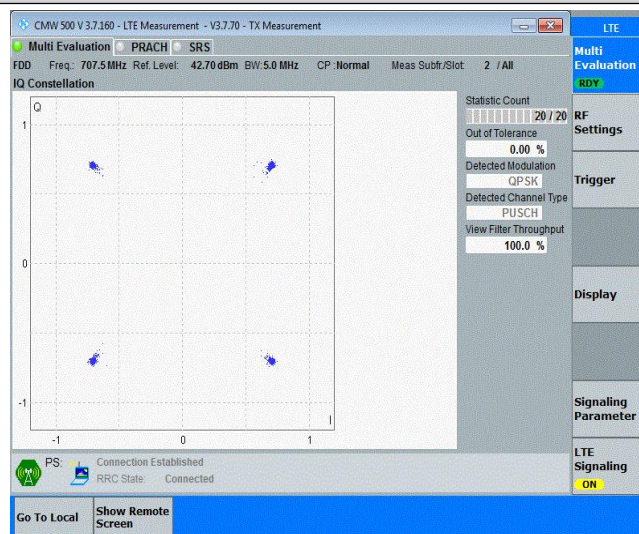 CMW 500 V 3.7.160 - LTE Measurement - V3.7.70 - TX Measurement
LTE
Multi Evaluation PRACH SRS
FDD Freq.: 707.5 MHz Ref. Level: 42.70 dBm BW: 5.0 MHz CP : Normal Meas Subfr./Slot: 2 / All
IQ Constellation
Q
1
0
-1
I
-1 0 1
Statistic Count
20 / 20
Out of Tolerance
0.00 %
Detected Modulation
QPSK
Detected Channel Type
PUSCH
View Filter Throughput
100.0 %
Multi
Evaluation
RDY
RF
Settings
Trigger
Display
Signaling
Parameter
LTE
Signaling
ON
PS: Connection Established
RRC State: Connected
Go To Local
Show Remote
Screen